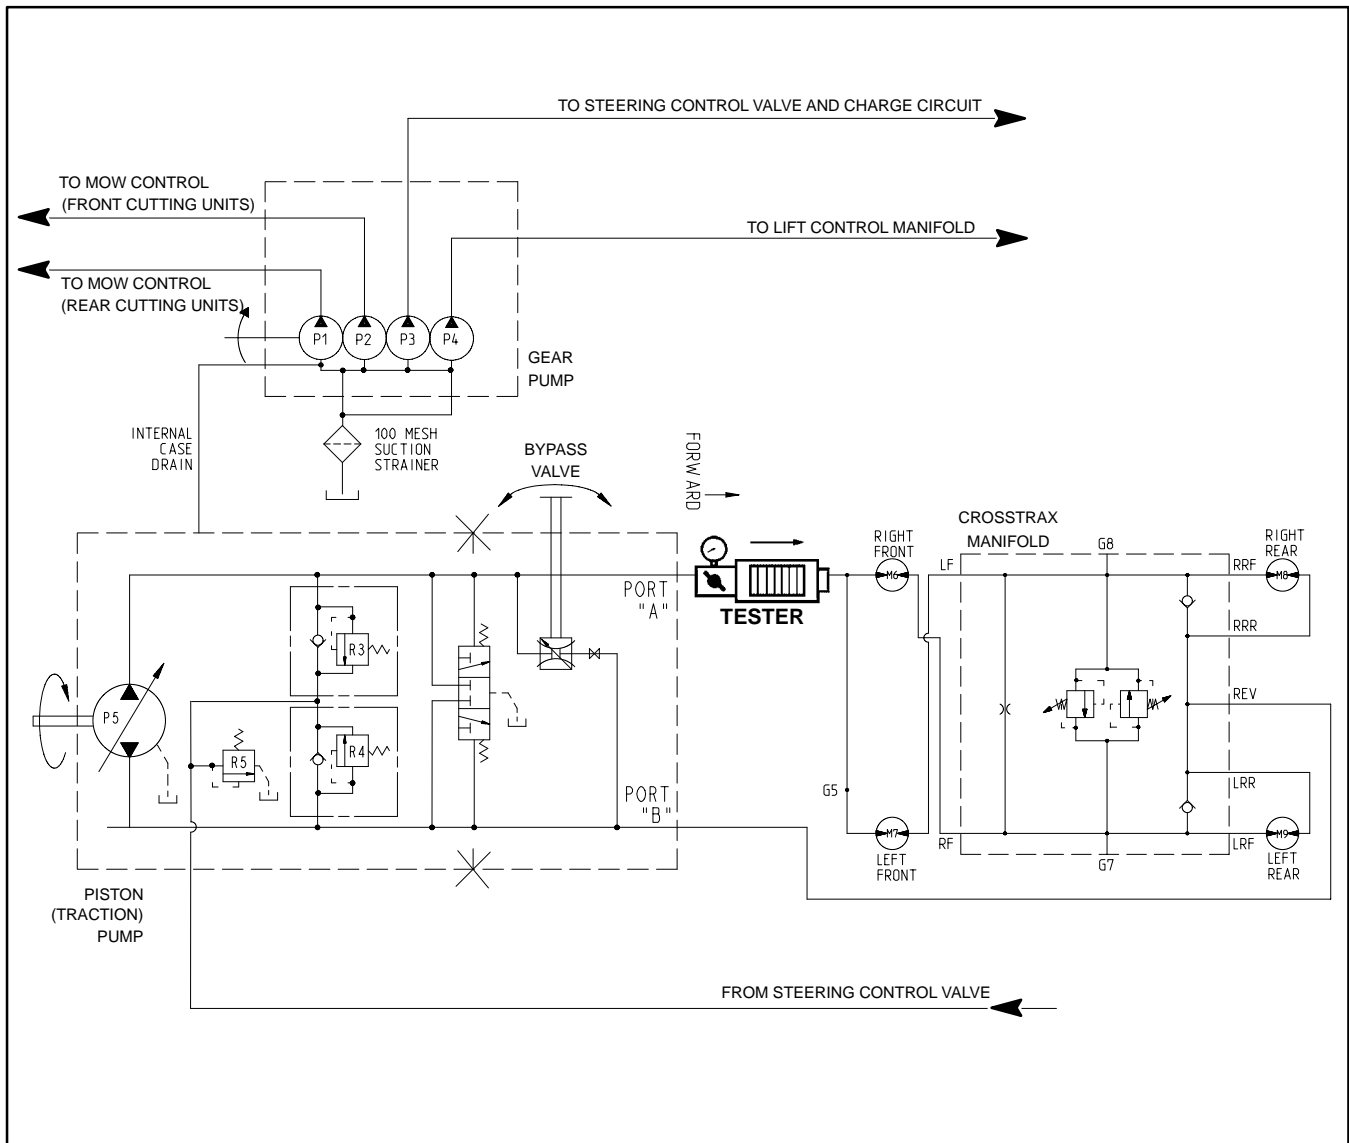 TO STEERING CONTROL VALVE AND CHARGE CIRCUIT
TO MOW CONTROL
(FRONT CUTTING UNITS)
TO LIFT CONTROL MANIFOLD
TO MOW CONTROL
(REAR CUTTING UNITS)
P1
P2
P3
P4
GEAR
PUMP
INTERNAL
CASE
DRAIN
100 MESH
SUCTION
STRAINER
BYPASS
VALVE
FORWARD
CROSSTRAX
MANIFOLD
RIGHT
FRONT
RIGHT
REAR
G8
LF
RRF
M6
M8
PORT
"A"
TESTER
RRR
R3
REV
P5
R4
R5
G5
LRR
PORT
"B"
M7
M9
RF
LRF
G7
LEFT
FRONT
LEFT
REAR
PISTON
(TRACTION)
PUMP
FROM STEERING CONTROL VALVE